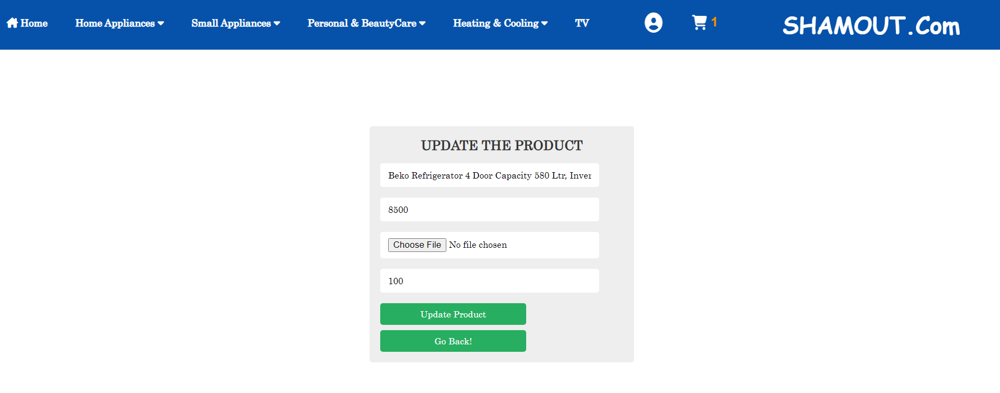 Home Home Appliances Small Appliances Personal & BeautyCare Heating & Cooling TV 1 SHAMOUT.Com
UPDATE THE PRODUCT
Beko Refrigerator 4 Door Capacity 580 Ltr, Inver
8500
Choose File No file chosen
100
Update Product
Go Back!